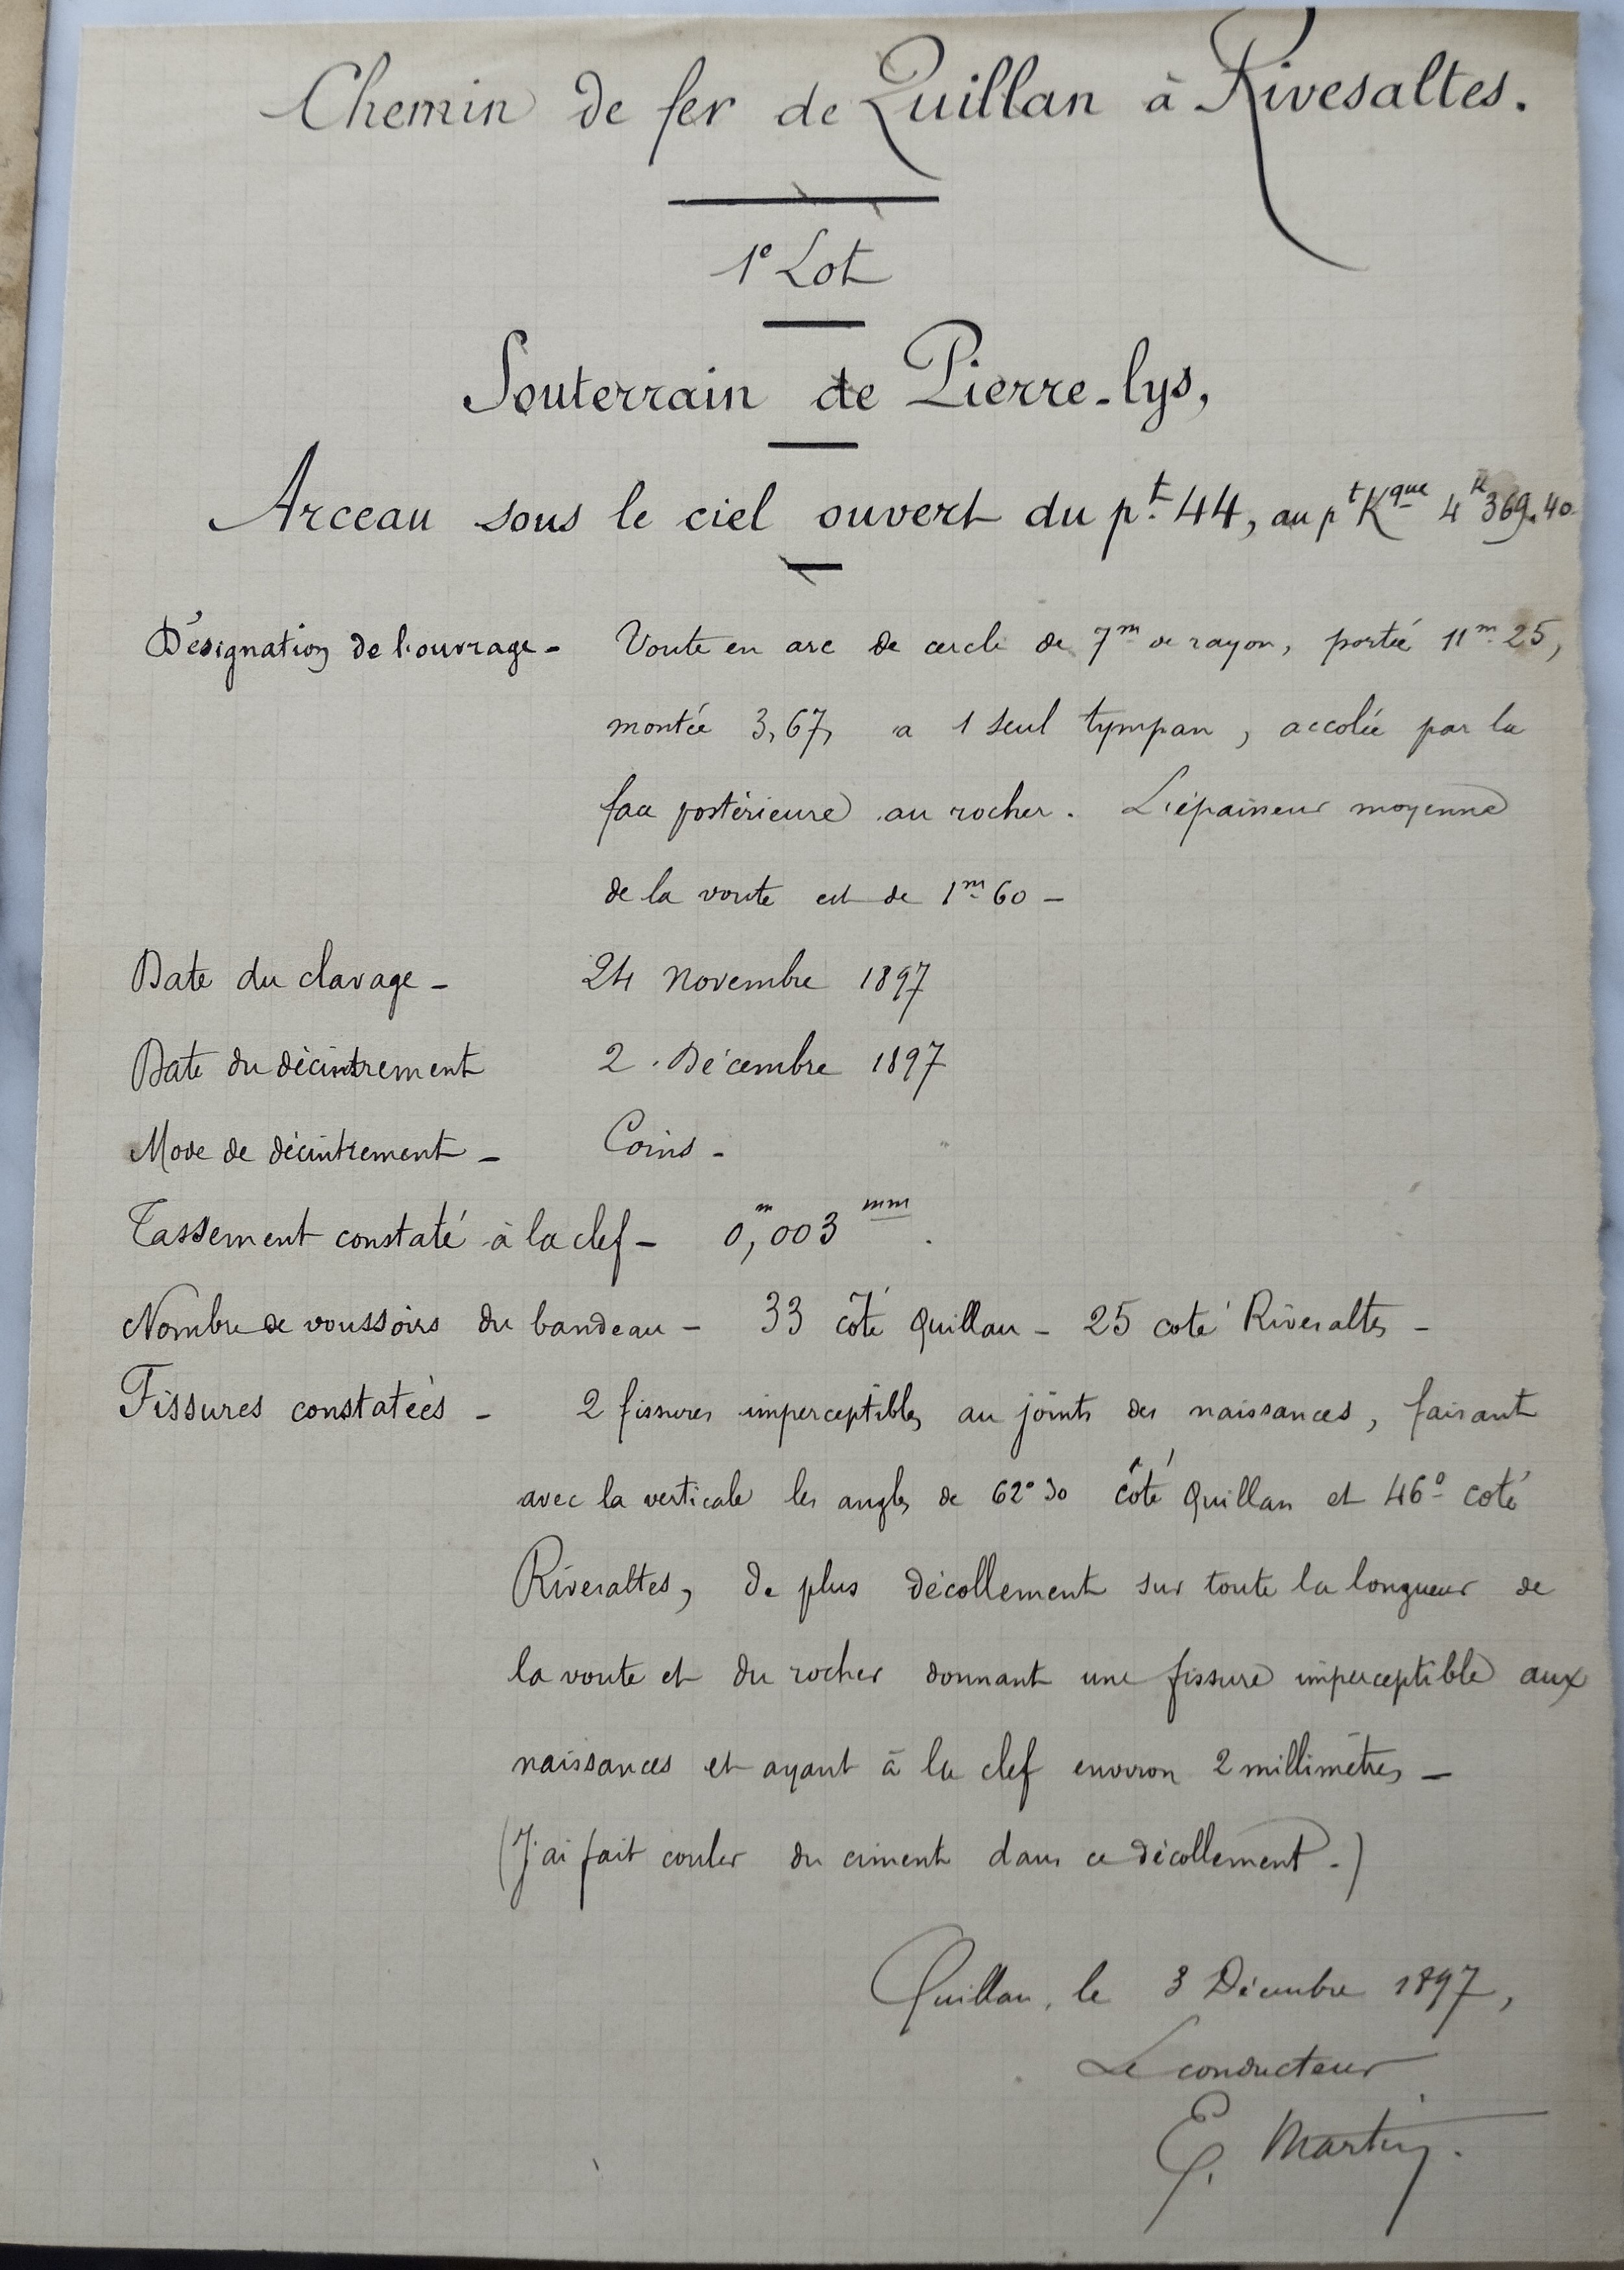 Chemin de fer de Quillan à Rivesaltes.
1e Lot
Souterrain de Pierre-lys,
Arceau sous le ciel ouvert du pt. 44, au pt Kque 4k369.40
Désignation de l'ouvrage - Voute en arc de cercle de 7m de rayon, portée 11m.25,
montée 3,67, a 1 seul tympan, accolée par la
face postérieure au rocher. L'épaisseur moyenne
de la voute est de 1m.60 -
Date du clavage - 24 Novembre 1897
Date du décintrement 2. Décembre 1897
Mode de décintrement - Coins -
Tassement constaté à la clef - 0m,003 mm.
Nombre de voussoirs du bandeau - 33 côté Quillan - 25 coté Rivesaltes -
Fissures constatées - 2 fissures imperceptibles au joints des naissances, faisant
avec la verticale les angles de 62°30 côté Quillan et 46° coté
Rivesaltes, de plus décollement sur toute la longueur de
la voute et du rocher donnant une fissure imperceptible aux
naissances et ayant à la clef environ 2 millimètres -
(J'ai fait couler du ciment dans ce décollement.)
Quillan, le 3 Décembre 1897,
Le conducteur
E. Martin.